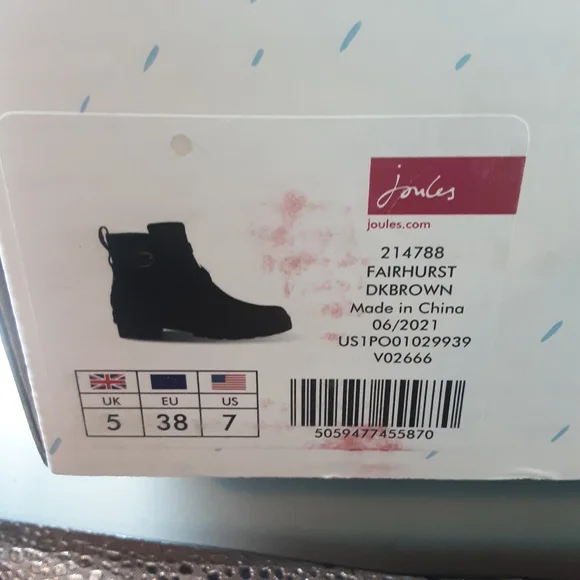 Joules
joules.com
214788
FAIRHURST
DKBROWN
Made in China
06/2021
US1PO01029939
V02666
UK EU US
5 38 7
5059477455870